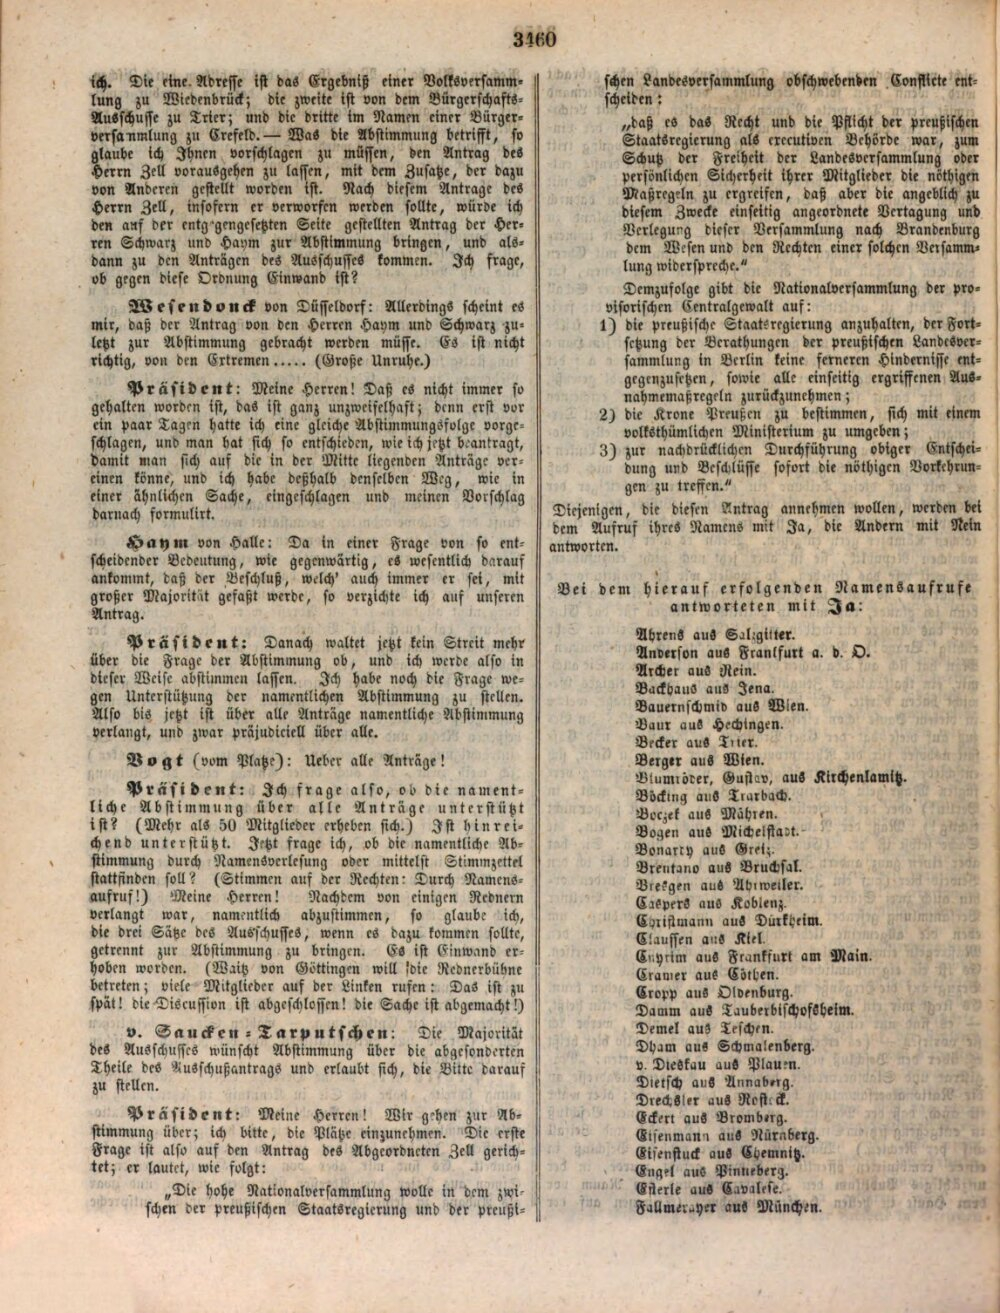 3460
ich. Die eine Adresse ist das Ergebniß einer Volksversamm-
lung zu Wiedenbrück; die zweite ist von dem Bürgerschafts-
Ausschusse zu Trier; und die dritte im Namen einer Bürger-
versammlung zu Crefeld. — Was die Abstimmung betrifft, so
glaube ich Ihnen vorschlagen zu müssen, den Antrag des
Herrn Zell vorausgehen zu lassen, mit dem Zusatze, der dazu
von Anderen gestellt worden ist. Nach diesem Antrage des
Herrn Zell, insofern er verworfen werden sollte, würde ich
den auf der entgegengesetzten Seite gestellten Antrag der Her-
ren Schwarz und Haym zur Abstimmung bringen, und als-
dann zu den Anträgen des Ausschusses kommen. Ich frage,
ob gegen diese Ordnung Einwand ist?
Wesendonck von Düsseldorf: Allerdings scheint es
mir, daß der Antrag von den Herren Haym und Schwarz zu-
letzt zur Abstimmung gebracht werden müsse. Es ist nicht
richtig, von den Extremen..... (Große Unruhe.)
Präsident: Meine Herren! Daß es nicht immer so
gehalten worden ist, das ist ganz unzweifelhaft; denn erst vor
ein paar Tagen hatte ich eine gleiche Abstimmungsfolge vorge-
schlagen, und man hat sich so entschieden, wie ich jetzt beantragt,
damit man sich auf die in der Mitte liegenden Anträge ver-
einen könne, und ich habe deßhalb denselben Weg, wie in
einer ähnlichen Sache, eingeschlagen und meinen Vorschlag
darnach formulirt.
Haym von Halle: Da in einer Frage von so ent-
scheidender Bedeutung, wie gegenwärtig, es wesentlich darauf
ankommt, daß der Beschluß, welch' auch immer er sei, mit
großer Majorität gefaßt werde, so verzichte ich auf unseren
Antrag.
Präsident: Danach waltet jetzt kein Streit mehr
über die Frage der Abstimmung ob, und ich werde also in
dieser Weise abstimmen lassen. Ich habe noch die Frage we-
gen Unterstützung der namentlichen Abstimmung zu stellen.
Also bis jetzt ist über alle Anträge namentliche Abstimmung
verlangt, und zwar präjudiciell über alle.
Vogt (vom Platze): Ueber alle Anträge!
Präsident: Ich frage also, ob die nament-
liche Abstimmung über alle Anträge unterstützt
ist? (Mehr als 50 Mitglieder erheben sich.) Ist hinrei-
chend unterstützt. Jetzt frage ich, ob die namentliche Ab-
stimmung durch Namensverlesung oder mittelst Stimmzettel
stattfinden soll? (Stimmen auf der Rechten: Durch Namens-
aufruf!) Meine Herren! Nachdem von einigen Rednern
verlangt war, namentlich abzustimmen, so glaube ich,
die drei Sätze des Ausschusses, wenn es dazu kommen sollte,
getrennt zur Abstimmung zu bringen. Es ist Einwand er-
hoben worden. (Waitz von Göttingen will die Rednerbühne
betreten; viele Mitglieder auf der Linken rufen: Das ist zu
spät! die Discussion ist abgeschlossen! die Sache ist abgemacht!)
v. Saucken-Tarputschen: Die Majorität
des Ausschusses wünscht Abstimmung über die abgesonderten
Theile des Ausschußantrags und erlaubt sich, die Bitte darauf
zu stellen.
Präsident: Meine Herren! Wir gehen zur Ab-
stimmung über; ich bitte, die Plätze einzunehmen. Die erste
Frage ist also auf den Antrag des Abgeordneten Zell gerich-
tet; er lautet, wie folgt:
„Die hohe Nationalversammlung wolle in dem zwi-
schen der preußischen Staatsregierung und der preußi-
schen Landesversammlung obschwebenden Conflicte ent-
scheiden:
„daß es das Recht und die Pflicht der preußischen
Staatsregierung als executiven Behörde war, zum
Schutz der Freiheit der Landesversammlung oder
persönlichen Sicherheit ihrer Mitglieder die nöthigen
Maßregeln zu ergreifen, daß aber die angeblich zu
diesem Zwecke einseitig angeordnete Vertagung und
Verlegung dieser Versammlung nach Brandenburg
dem Wesen und den Rechten einer solchen Versamm-
lung widerspreche.“
Demzufolge gibt die Nationalversammlung der pro-
visorischen Centralgewalt auf:
1) die preußische Staatsregierung anzuhalten, der Fort-
setzung der Berathungen der preußischen Landesver-
sammlung in Berlin keine ferneren Hindernisse ent-
gegenzusetzen, sowie alle einseitig ergriffenen Aus-
nahmemaßregeln zurückzunehmen;
2) die Krone Preußen zu bestimmen, sich mit einem
volksthümlichen Ministerium zu umgeben;
3) zur nachdrücklichen Durchführung obiger Entschei-
dung und Beschlüsse sofort die nöthigen Vorkehrun-
gen zu treffen.“
Diejenigen, die diesen Antrag annehmen wollen, werden bei
dem Aufruf ihres Namens mit Ja, die Andern mit Nein
antworten.
Bei dem hierauf erfolgenden Namensaufrufe
antworteten mit Ja:
Ahrens aus Salzgitter.
Anderson aus Frankfurt a. d. O.
Archer aus Rein.
Backhaus aus Jena.
Bauernschmid aus Wien.
Baur aus Hechingen.
Becker aus Trier.
Berger aus Wien.
Blumröder, Gustav, aus Kirchenlamitz.
Böcking aus Trarbach.
Boczek aus Mähren.
Bogen aus Michelstadt.
Bonardy aus Greiz.
Brentano aus Bruchsal.
Bresgen aus Ahrweiler.
Caspers aus Koblenz.
Christmann aus Dürkheim.
Claussen aus Kiel.
Cnyrim aus Frankfurt am Main.
Cramer aus Cöthen.
Cropp aus Oldenburg.
Damm aus Tauberbischofsheim.
Demel aus Teschen.
Dham aus Schmalenberg.
v. Dieskau aus Plauen.
Dietsch aus Annaberg.
Drechsler aus Rostock.
Eckert aus Bromberg.
Eisenmann aus Nürnberg.
Eisenstuck aus Chemnitz.
Engel aus Pinneberg.
Esterle aus Cavalese.
Fallmerayer aus München.